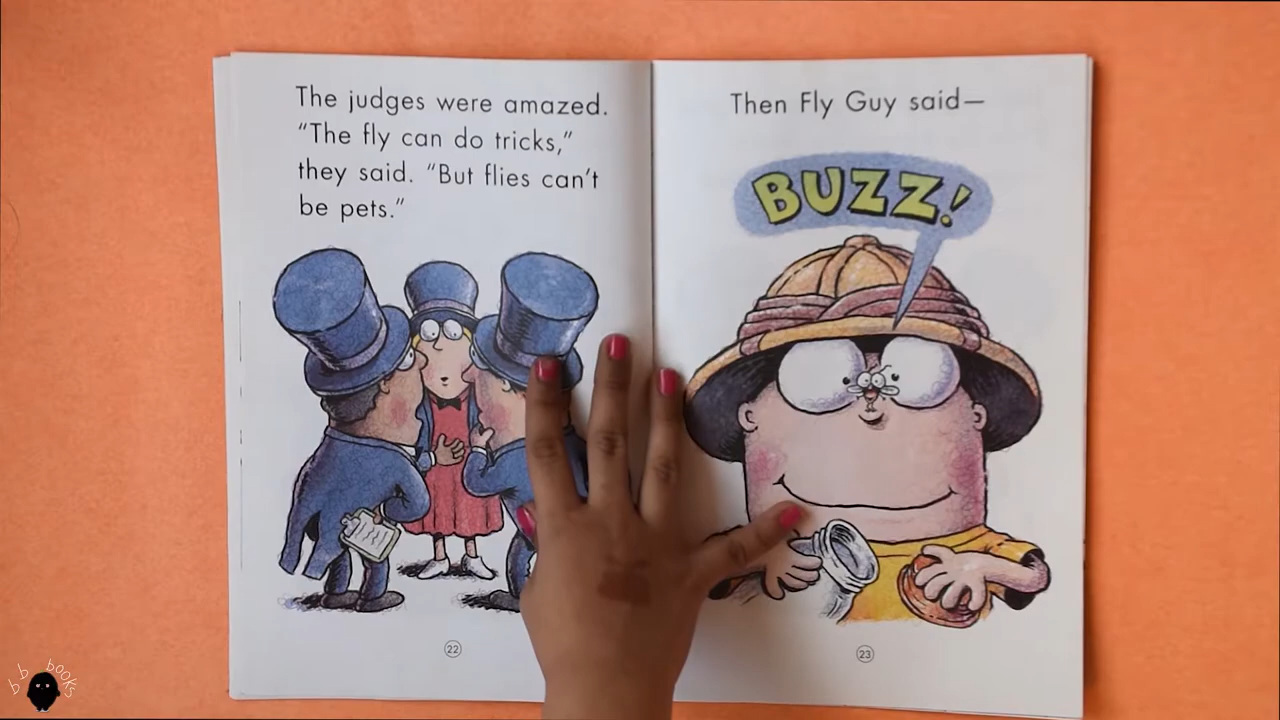 The judges were amazed.
“The fly can do tricks,”
they said. “But flies can’t
be pets.”
22
Then Fly Guy said—
BUZZ!
23
b b books